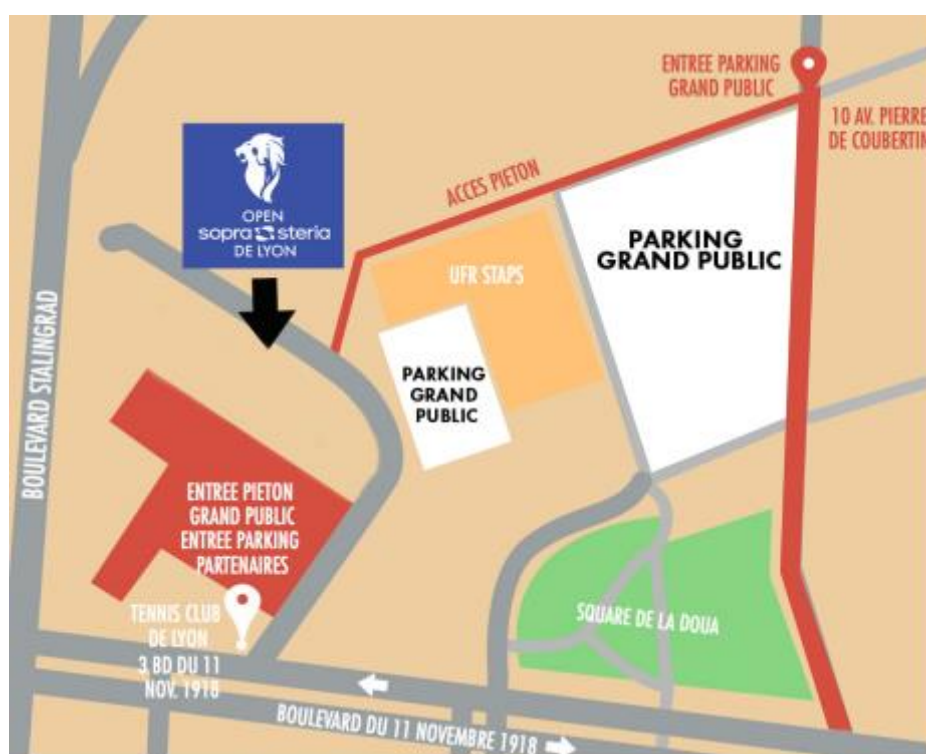 ENTREE PARKING
GRAND PUBLIC
10 AV. PIERRE
DE COUBERTIN
OPEN
sopra steria
DE LYON
ACCES PIETON
PARKING
GRAND PUBLIC
UFR STAPS
PARKING
GRAND
PUBLIC
BOULEVARD STALINGRAD
ENTREE PIETON
GRAND PUBLIC
ENTREE PARKING
PARTENAIRES
TENNIS CLUB
DE LYON
3 BD DU 11
NOV. 1918
SQUARE DE LA DOUA
BOULEVARD DU 11 NOVEMBRE 1918